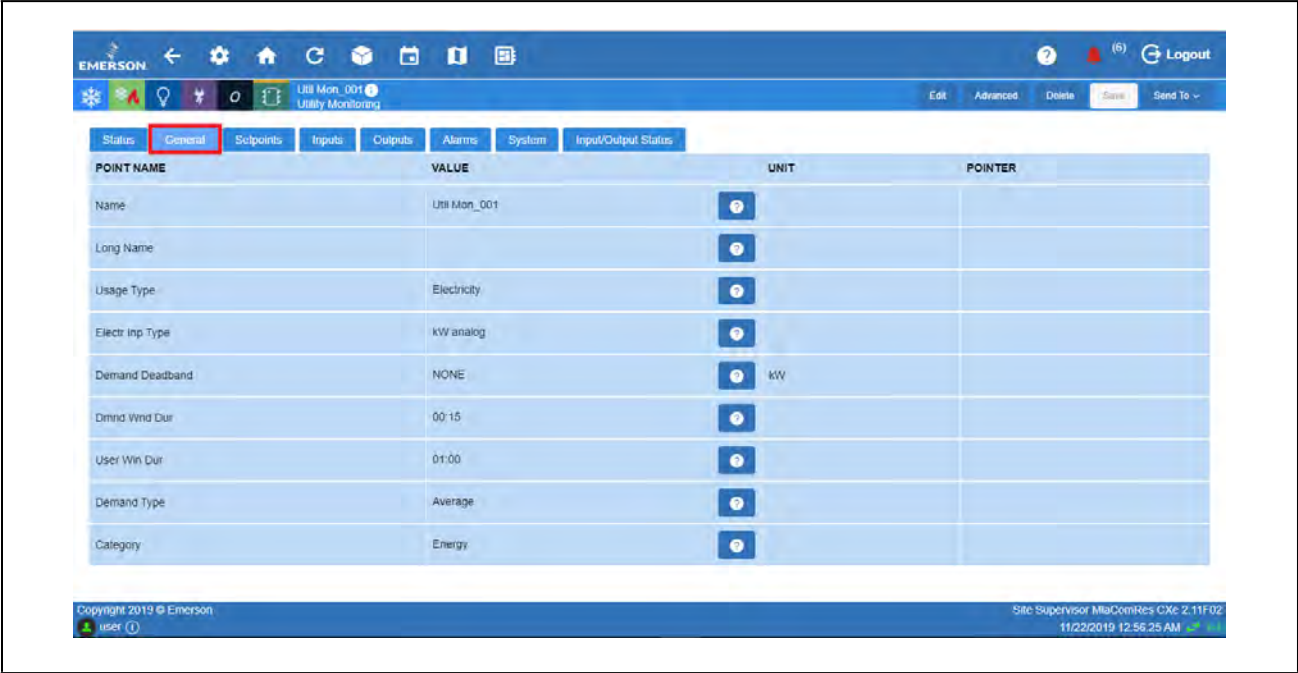 EMERSON (6) Logout
Util Mon_001
Utility Monitoring
Edit Advanced Delete Save Send To
Status General Setpoints Inputs Outputs Alarms System Input/Output Status
POINT NAME VALUE UNIT POINTER
Name Util Mon_001 ?
Long Name ?
Usage Type Electricity ?
Electr Inp Type kW analog ?
Demand Deadband NONE ? kW
Dmnd Wnd Dur 00:15 ?
User Win Dur 01:00 ?
Demand Type Average ?
Category Energy ?
Copyright 2019 © Emerson Site Supervisor MiaComRes CXe 2.11F02
user 11/22/2019 12:56:25 AM